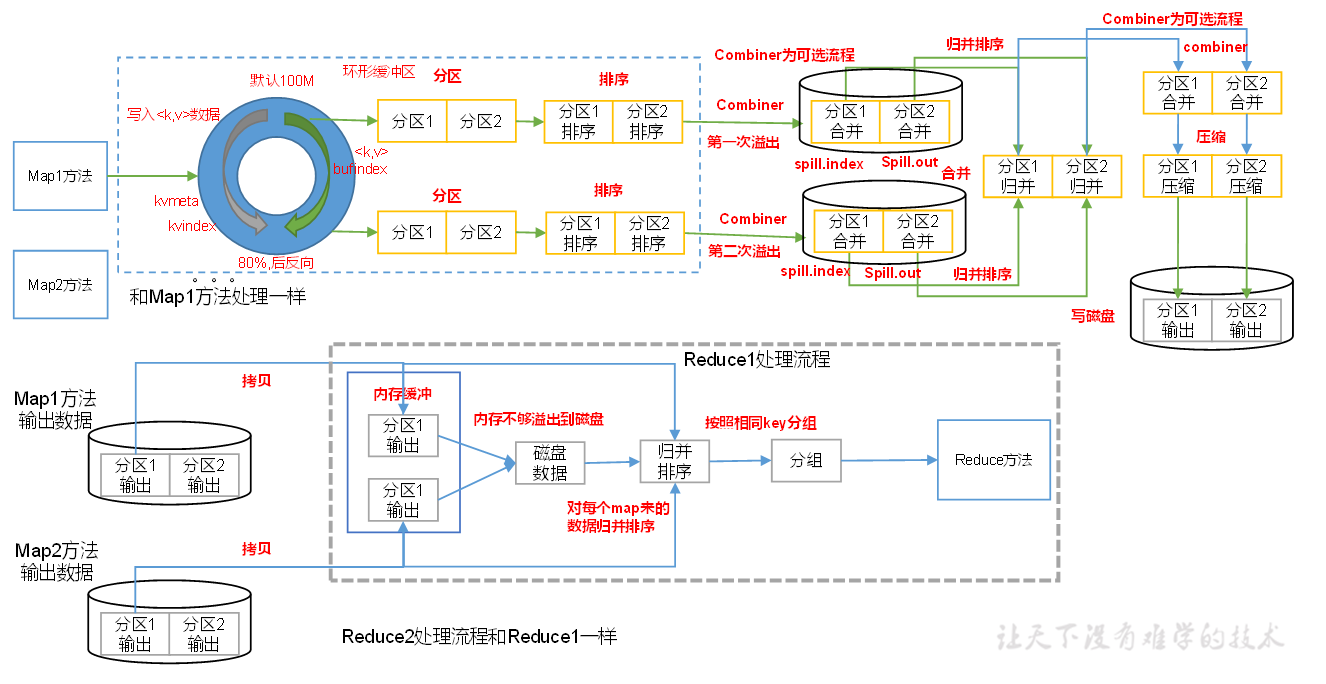 Combiner为可选流程
归并排序
combiner
Combiner为可选流程
默认100M
环形缓冲区
分区
排序
写入<k,v>数据
分区1
分区2
分区1
排序
分区2
排序
Combiner
第一次溢出
分区1
合并
分区2
合并
spill.index
Spill.out
分区1
合并
分区2
合并
压缩
Map1方法
<k,v>
bufindex
kvmeta
kvindex
合并
分区1
归并
分区2
归并
分区1
压缩
分区2
压缩
分区
排序
分区1
分区2
分区1
排序
分区2
排序
Combiner
第二次溢出
分区1
合并
分区2
合并
spill.index
Spill.out
归并排序
80%,后反向
Map2方法
和Map1方法处理一样
写磁盘
分区1
输出
分区2
输出
Reduce1处理流程
拷贝
内存缓冲
Map1方法
输出数据
分区1
输出
分区2
输出
分区1
输出
内存不够溢出到磁盘
磁盘
数据
归并
排序
按照相同key分组
分组
Reduce方法
分区1
输出
对每个map来的
数据归并排序
拷贝
Map2方法
输出数据
分区1
输出
分区2
输出
Reduce2处理流程和Reduce1一样
让天下没有难学的技术